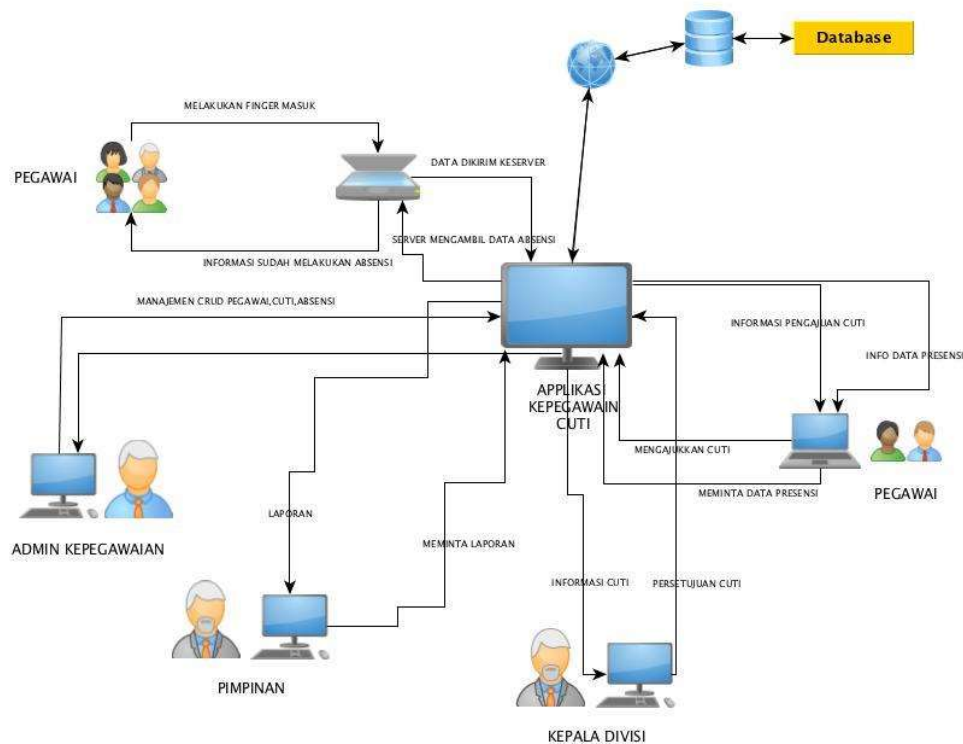 Database
MELAKUKAN FINGER MASUK
DATA DIKIRIM KESERVER
PEGAWAI
SERVER MENGAMBIL DATA ABSENSI
INFORMASI SUDAH MELAKUKAN ABSENSI
MANAJEMEN CRUD PEGAWAI,CUTI,ABSENSI
INFORMASI PENGAJUAN CUTI
INFO DATA PRESENSI
APPLIKASI
KEPEGAWAIN
CUTI
MENGAJUKKAN CUTI
MEMINTA DATA PRESENSI
PEGAWAI
LAPORAN
MEMINTA LAPORAN
ADMIN KEPEGAWAIAN
INFORMASI CUTI
PERSETUJUAN CUTI
PIMPINAN
KEPALA DIVISI